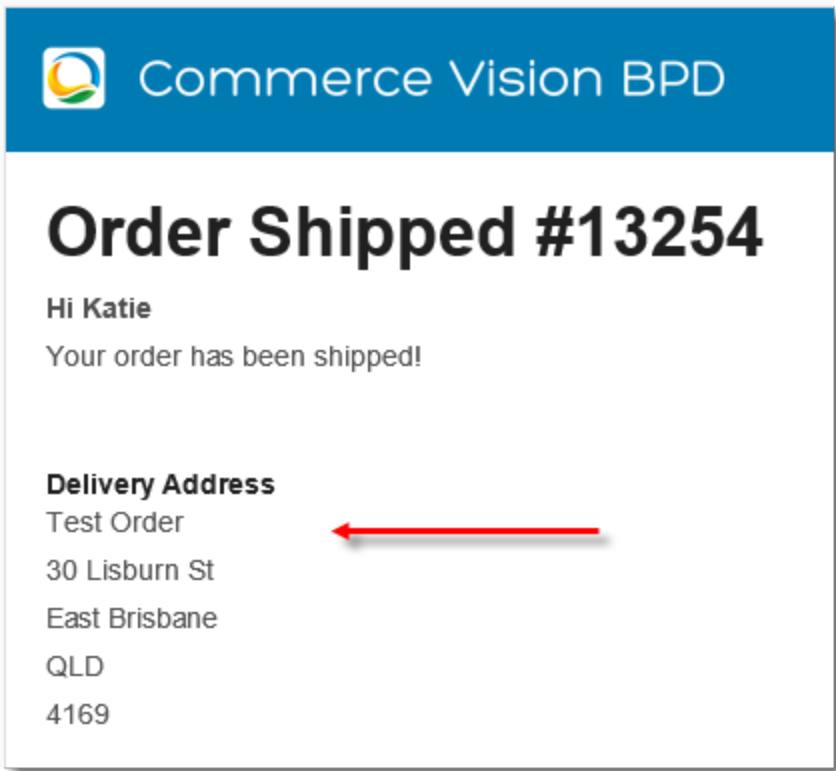 Commerce Vision BPD
Order Shipped #13254
Hi Katie
Your order has been shipped!
Delivery Address
Test Order
30 Lisburn St
East Brisbane
QLD
4169